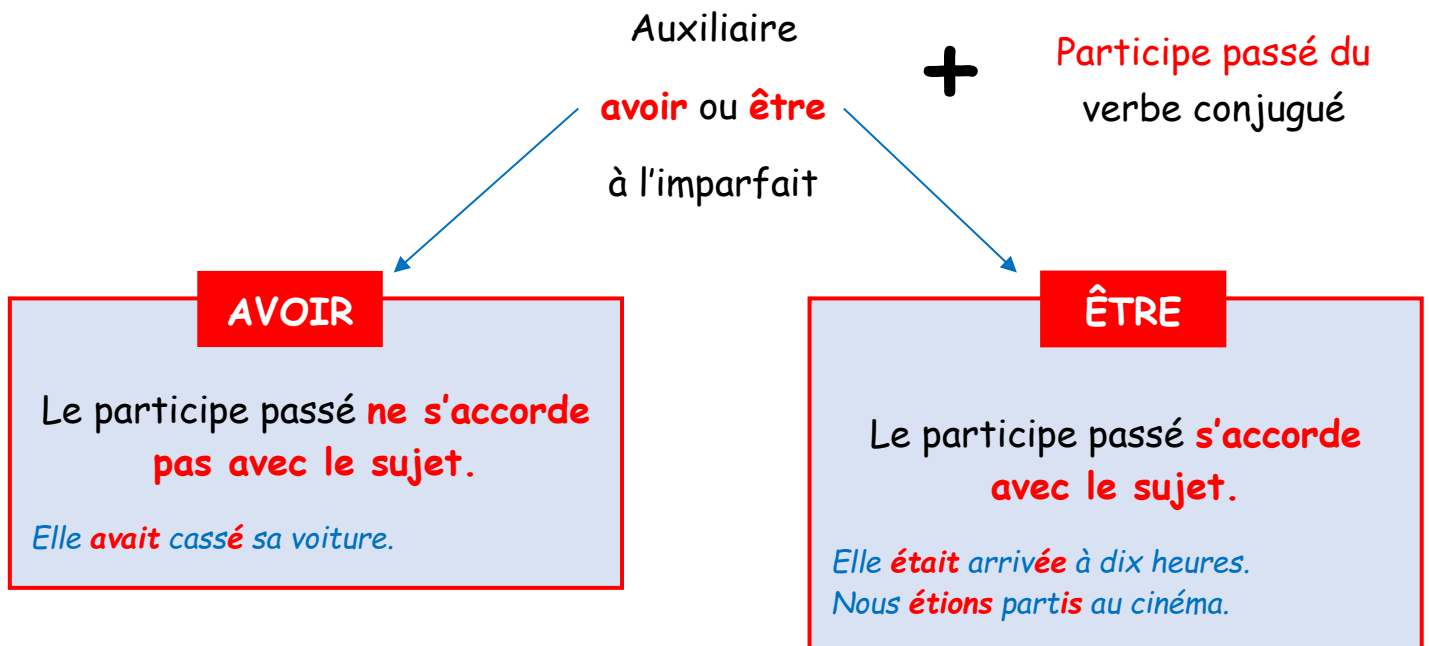 Auxiliaire
avoir ou être
à l'imparfait
+
Participe passé du
verbe conjugué
AVOIR
Le participe passé ne s'accorde
pas avec le sujet.
Elle avait cassé sa voiture.
ÊTRE
Le participe passé s'accorde
avec le sujet.
Elle était arrivée à dix heures.
Nous étions partis au cinéma.